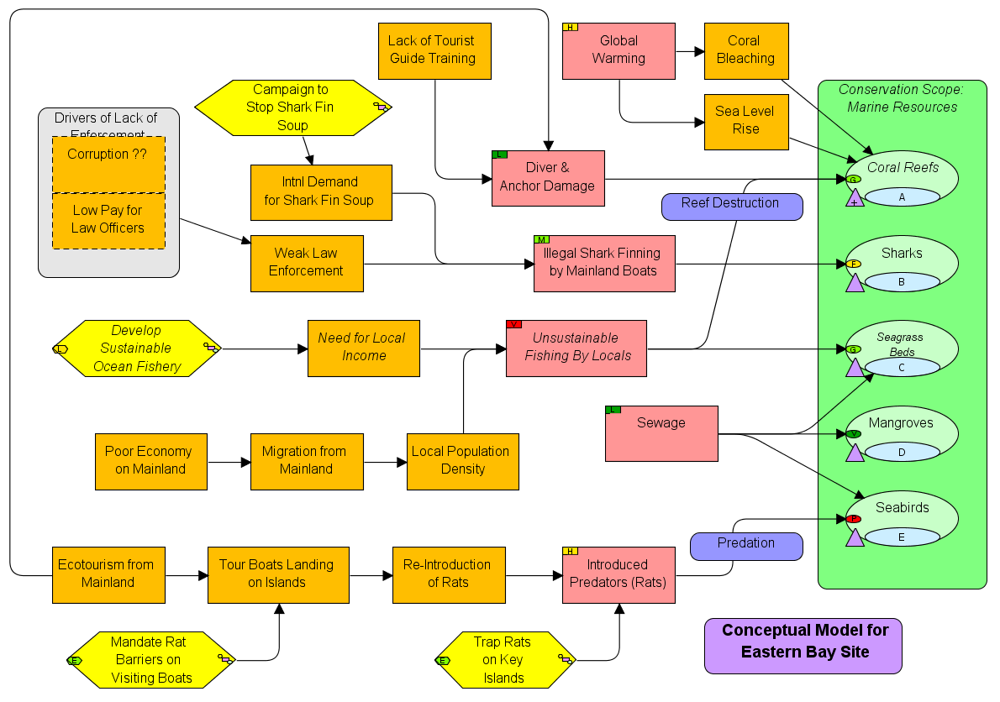 Lack of Tourist
Guide Training
H
Global
Warming
Coral
Bleaching
Campaign to
Stop Shark Fin
Soup
Conservation Scope:
Marine Resources
Drivers of Lack of
Enforcement
Corruption ??
Low Pay for
Law Officers
Sea Level
Rise
Intnl Demand
for Shark Fin Soup
L
Diver &
Anchor Damage
Coral Reefs
G
+
A
Reef Destruction
Weak Law
Enforcement
M
Illegal Shark Finning
by Mainland Boats
Sharks
F
B
L
Develop
Sustainable
Ocean Fishery
Need for Local
Income
V
Unsustainable
Fishing By Locals
Seagrass
Beds
G
C
L
Sewage
Mangroves
V
D
Poor Economy
on Mainland
Migration from
Mainland
Local Population
Density
Seabirds
P
E
Predation
Ecotourism from
Mainland
Tour Boats Landing
on Islands
Re-Introduction
of Rats
H
Introduced
Predators (Rats)
E
Mandate Rat
Barriers on
Visiting Boats
E
Trap Rats
on Key
Islands
Conceptual Model for
Eastern Bay Site